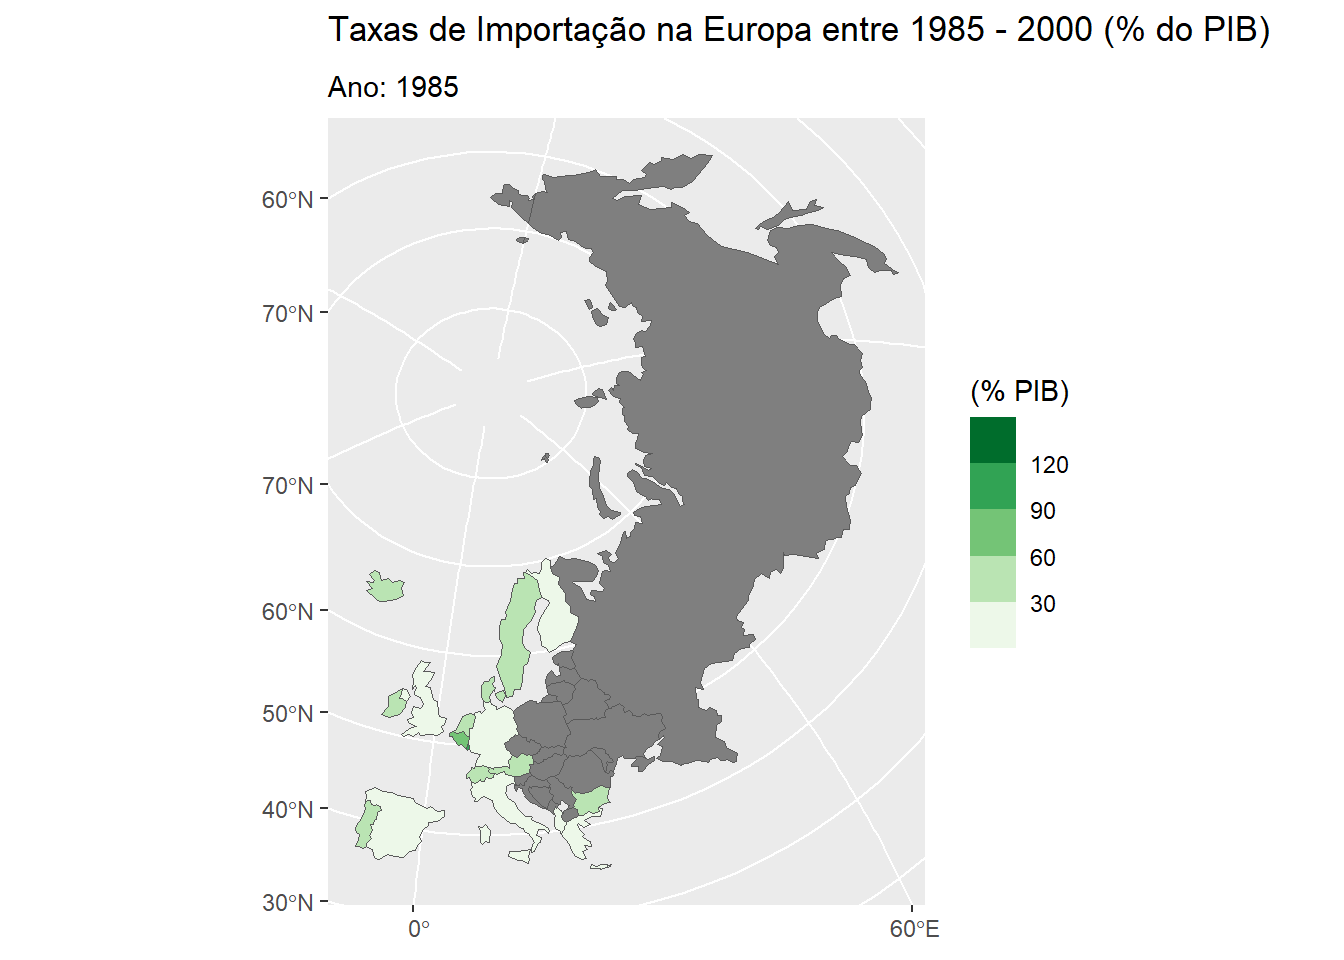 Taxas de Importação na Europa entre 1985 - 2000 (% do PIB)
Ano: 1985
60°N
70°N
70°N
60°N
50°N
40°N
30°N
0°
60°E
(% PIB)
120
90
60
30